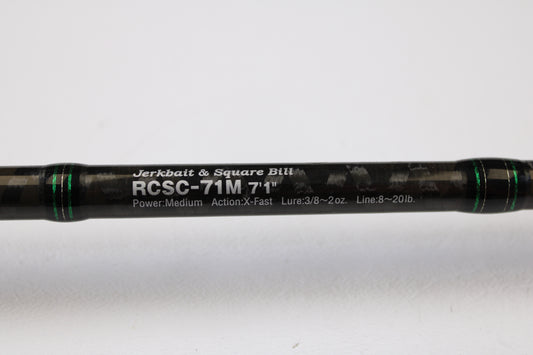 Jerkbait & Square Bill
RCSC-71M 7'1"
Power:Medium Action:X-Fast Lure:3/8~2oz. Line:8~20lb.